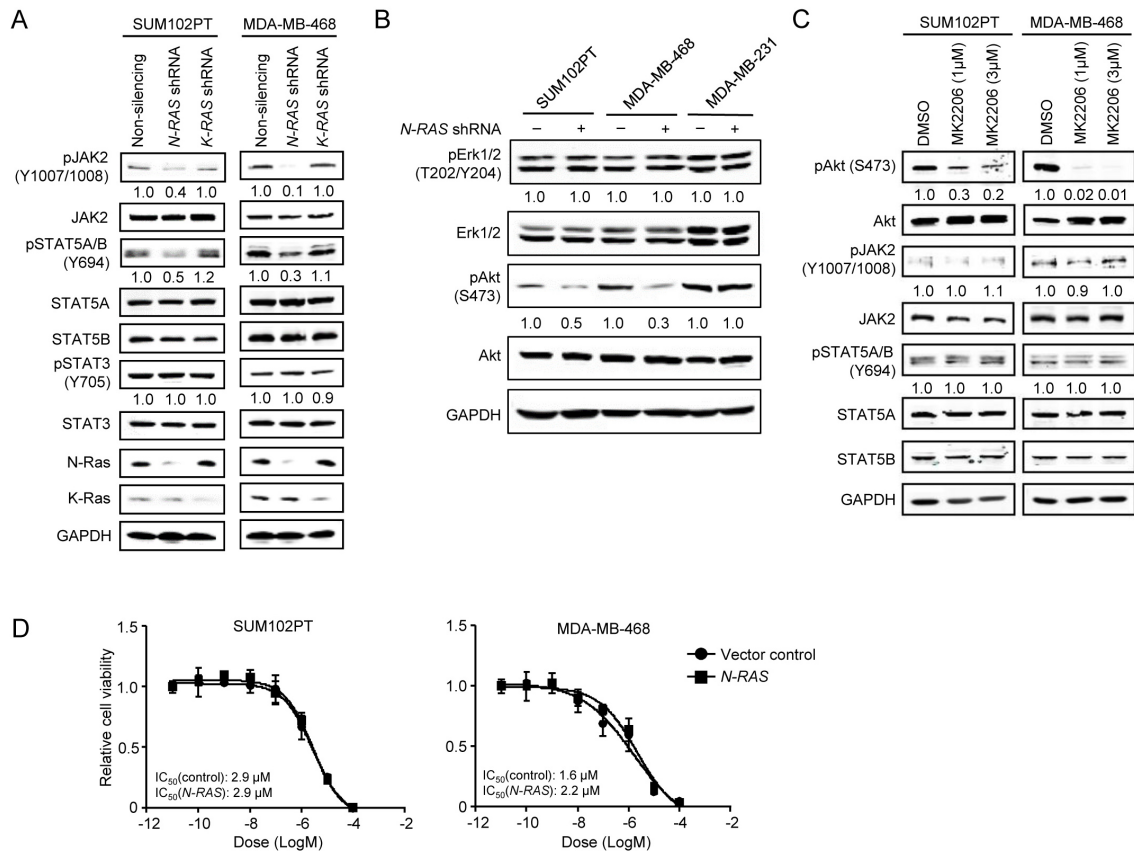 A
SUM102PT MDA-MB-468
Non-silencing
N-RAS shRNA
K-RAS shRNA
Non-silencing
N-RAS shRNA
K-RAS shRNA
pJAK2
(Y1007/1008)
1.0 0.4 1.0 1.0 0.1 1.0
JAK2
pSTAT5A/B
(Y694)
1.0 0.5 1.2 1.0 0.3 1.1
STAT5A
STAT5B
pSTAT3
(Y705)
1.0 1.0 1.0 1.0 1.0 0.9
STAT3
N-Ras
K-Ras
GAPDH
B
SUM102PT
MDA-MB-468
MDA-MB-231
N-RAS shRNA – + – + – +
pErk1/2
(T202/Y204)
1.0 1.0 1.0 1.0 1.0 1.0
Erk1/2
pAkt
(S473)
1.0 0.5 1.0 0.3 1.0 1.0
Akt
GAPDH
C
SUM102PT MDA-MB-468
DMSO
MK2206 (1μM)
MK2206 (3μM)
DMSO
MK2206 (1μM)
MK2206 (3μM)
pAkt (S473)
1.0 0.3 0.2 1.0 0.02 0.01
Akt
pJAK2
(Y1007/1008)
1.0 1.0 1.1 1.0 0.9 1.0
JAK2
pSTAT5A/B
(Y694)
1.0 1.0 1.0 1.0 1.0 1.0
STAT5A
STAT5B
GAPDH
D
SUM102PT
Relative cell viability
1.5
1.0
0.5
0
IC50(control): 2.9 μM
IC50(N-RAS): 2.9 μM
-12 -10 -8 -6 -4 -2
Dose (LogM)
MDA-MB-468
1.5
1.0
0.5
0
IC50(control): 1.6 μM
IC50(N-RAS): 2.2 μM
-12 -10 -8 -6 -4 -2
Dose (LogM)
Vector control
N-RAS